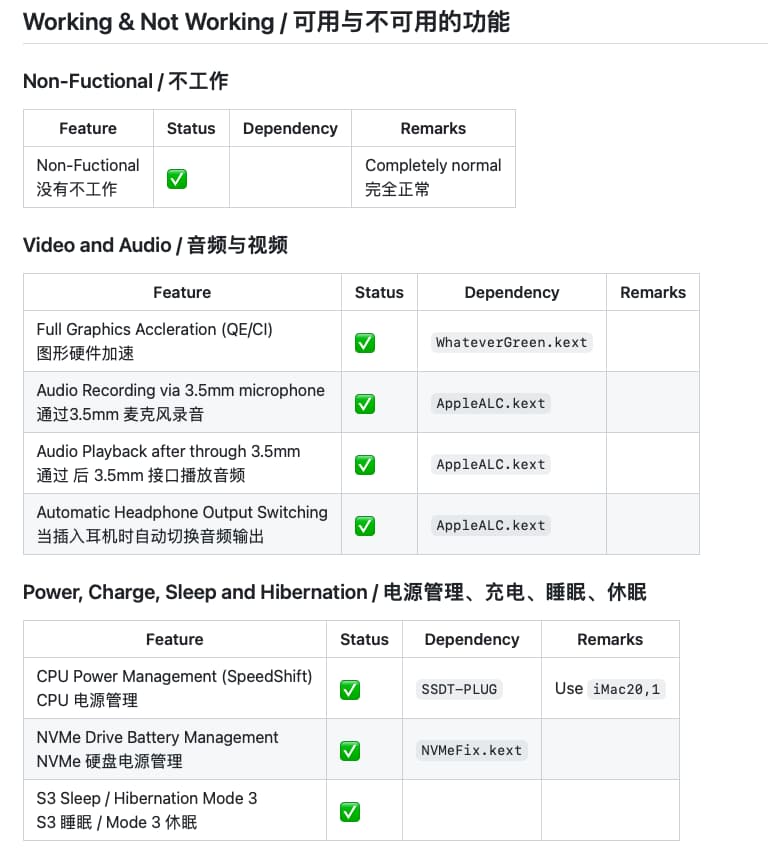 Working & Not Working / 可用与不可用的功能
Non-Fuctional / 不工作
Feature Status Dependency Remarks
Non-Fuctional
没有不工作
✅
Completely normal
完全正常
Video and Audio / 音频与视频
Feature Status Dependency Remarks
Full Graphics Accleration (QE/CI)
图形硬件加速
✅ WhateverGreen.kext
Audio Recording via 3.5mm microphone
通过3.5mm 麦克风录音
✅ AppleALC.kext
Audio Playback after through 3.5mm
通过 后 3.5mm 接口播放音频
✅ AppleALC.kext
Automatic Headphone Output Switching
当插入耳机时自动切换音频输出
✅ AppleALC.kext
Power, Charge, Sleep and Hibernation / 电源管理、充电、睡眠、休眠
Feature Status Dependency Remarks
CPU Power Management (SpeedShift)
CPU 电源管理
✅ SSDT-PLUG Use iMac20,1
NVMe Drive Battery Management
NVMe 硬盘电源管理
✅ NVMeFix.kext
S3 Sleep / Hibernation Mode 3
S3 睡眠 / Mode 3 休眠
✅